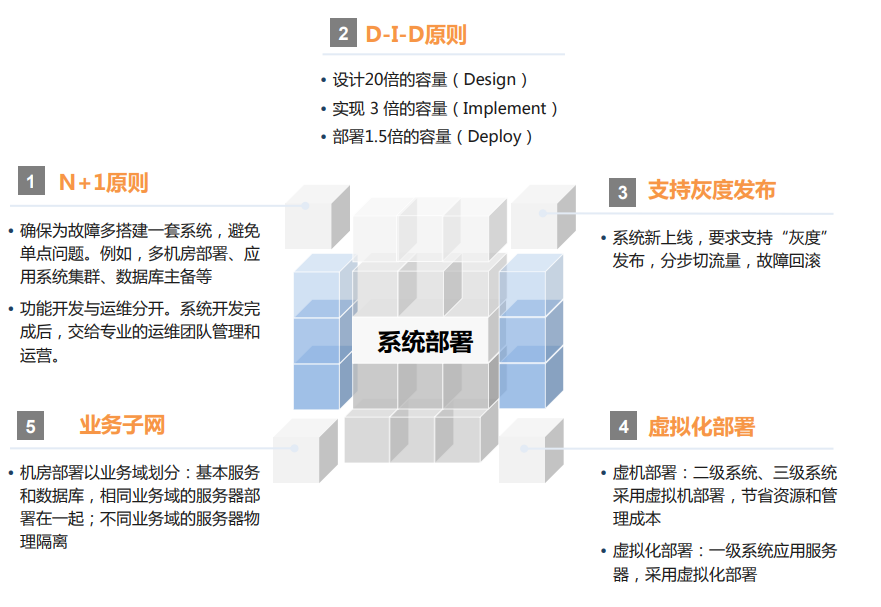 2 D-I-D原则
• 设计20倍的容量（Design ）
• 实现 3 倍的容量（Implement ）
• 部署1.5倍的容量（Deploy ）
1 N+1原则
• 确保为故障多搭建一套系统，避免
单点问题。例如，多机房部署、应
用系统集群、数据库主备等
• 功能开发与运维分开。系统开发完
成后，交给专业的运维团队管理和
运营。
3 支持灰度发布
• 系统新上线，要求支持“灰度”
发布，分步切流量，故障回滚
系统部署
5 业务子网
• 机房部署以业务域划分：基本服务
和数据库，相同业务域的服务器部
署在一起；不同业务域的服务器物
理隔离
4 虚拟化部署
• 虚机部署：二级系统、三级系统
采用虚拟机部署，节省资源和管
理成本
• 虚拟化部署：一级系统应用服务
器，采用虚拟化部署